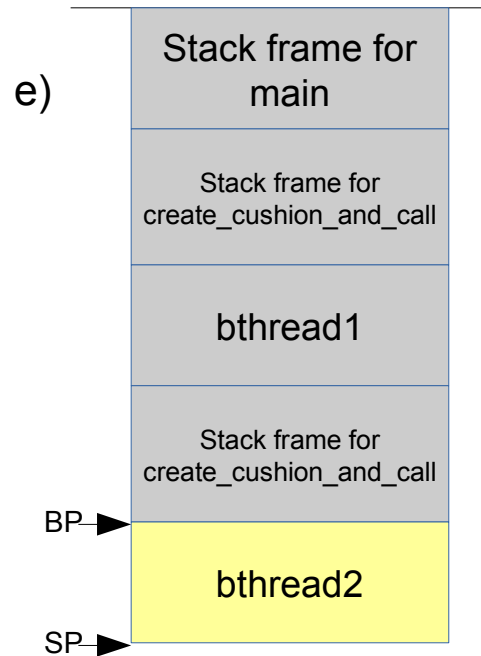 Stack frame for
main
e)
Stack frame for
create_cushion_and_call
bthread1
Stack frame for
create_cushion_and_call
BP
bthread2
SP